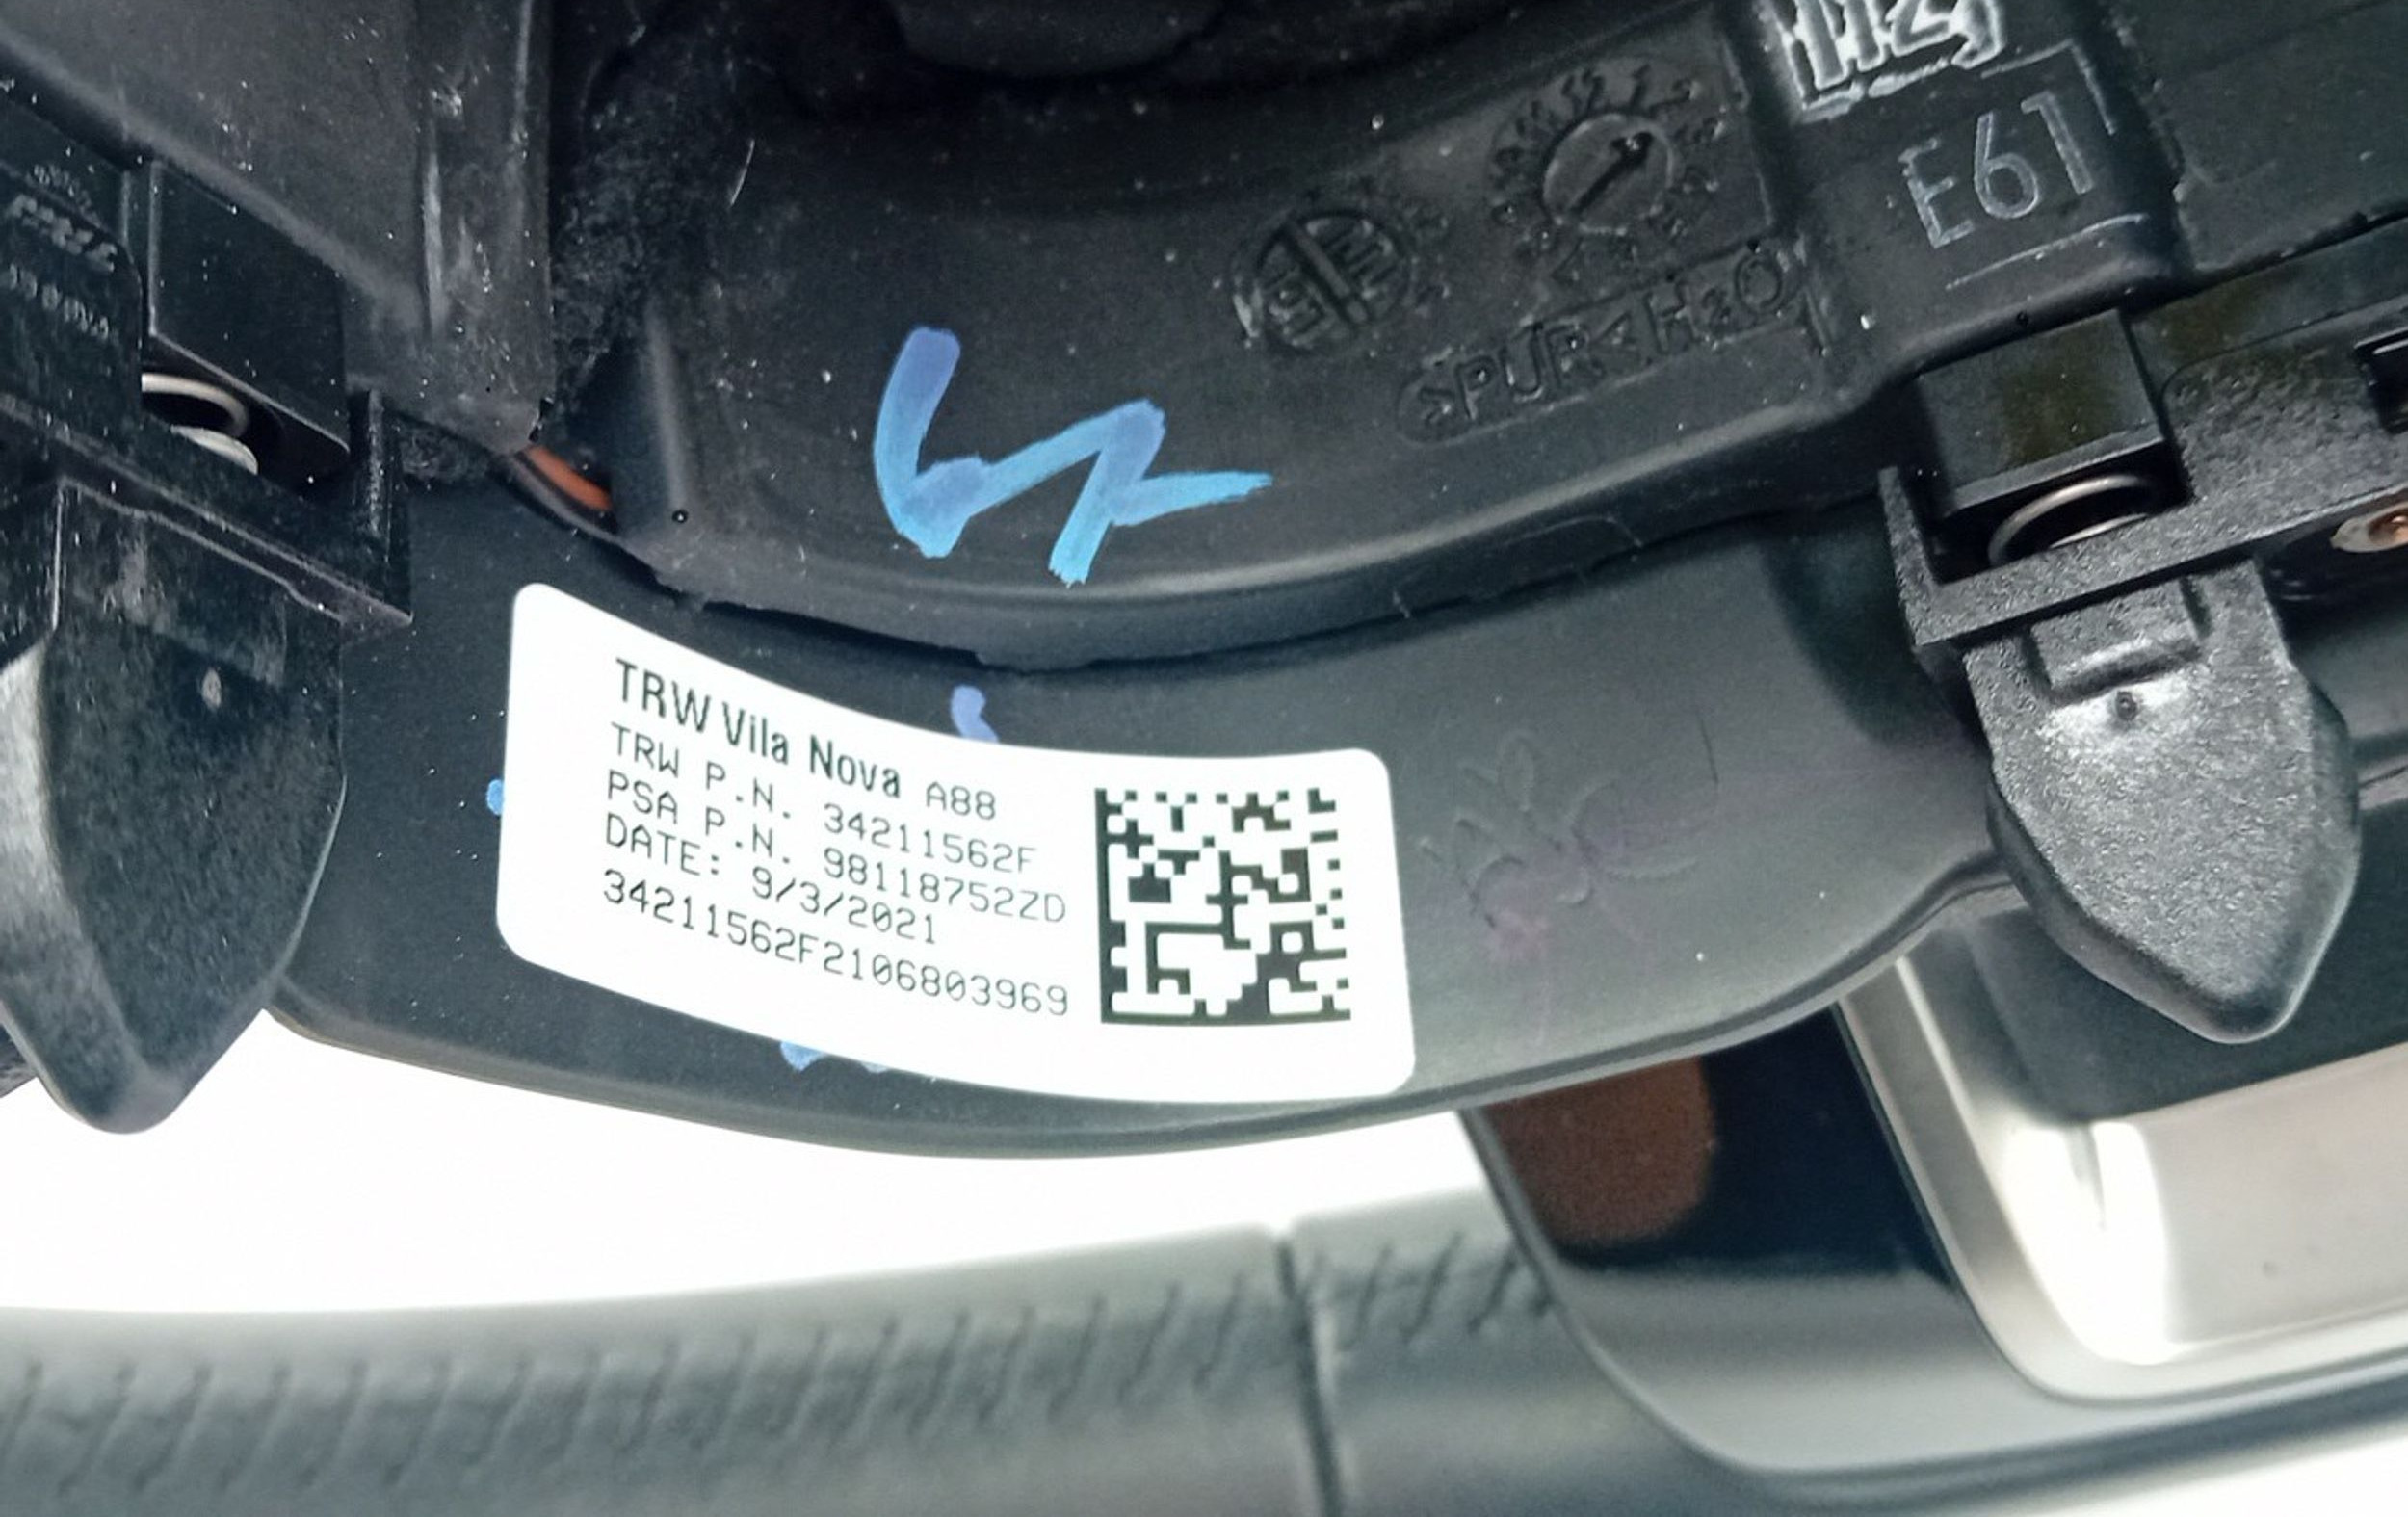 E61
>PUR<H2O
TRW Vila Nova A88
TRW P.N. 34211562F
PSA P.N. 98118752ZD
DATE: 9/3/2021
34211562F2106803969